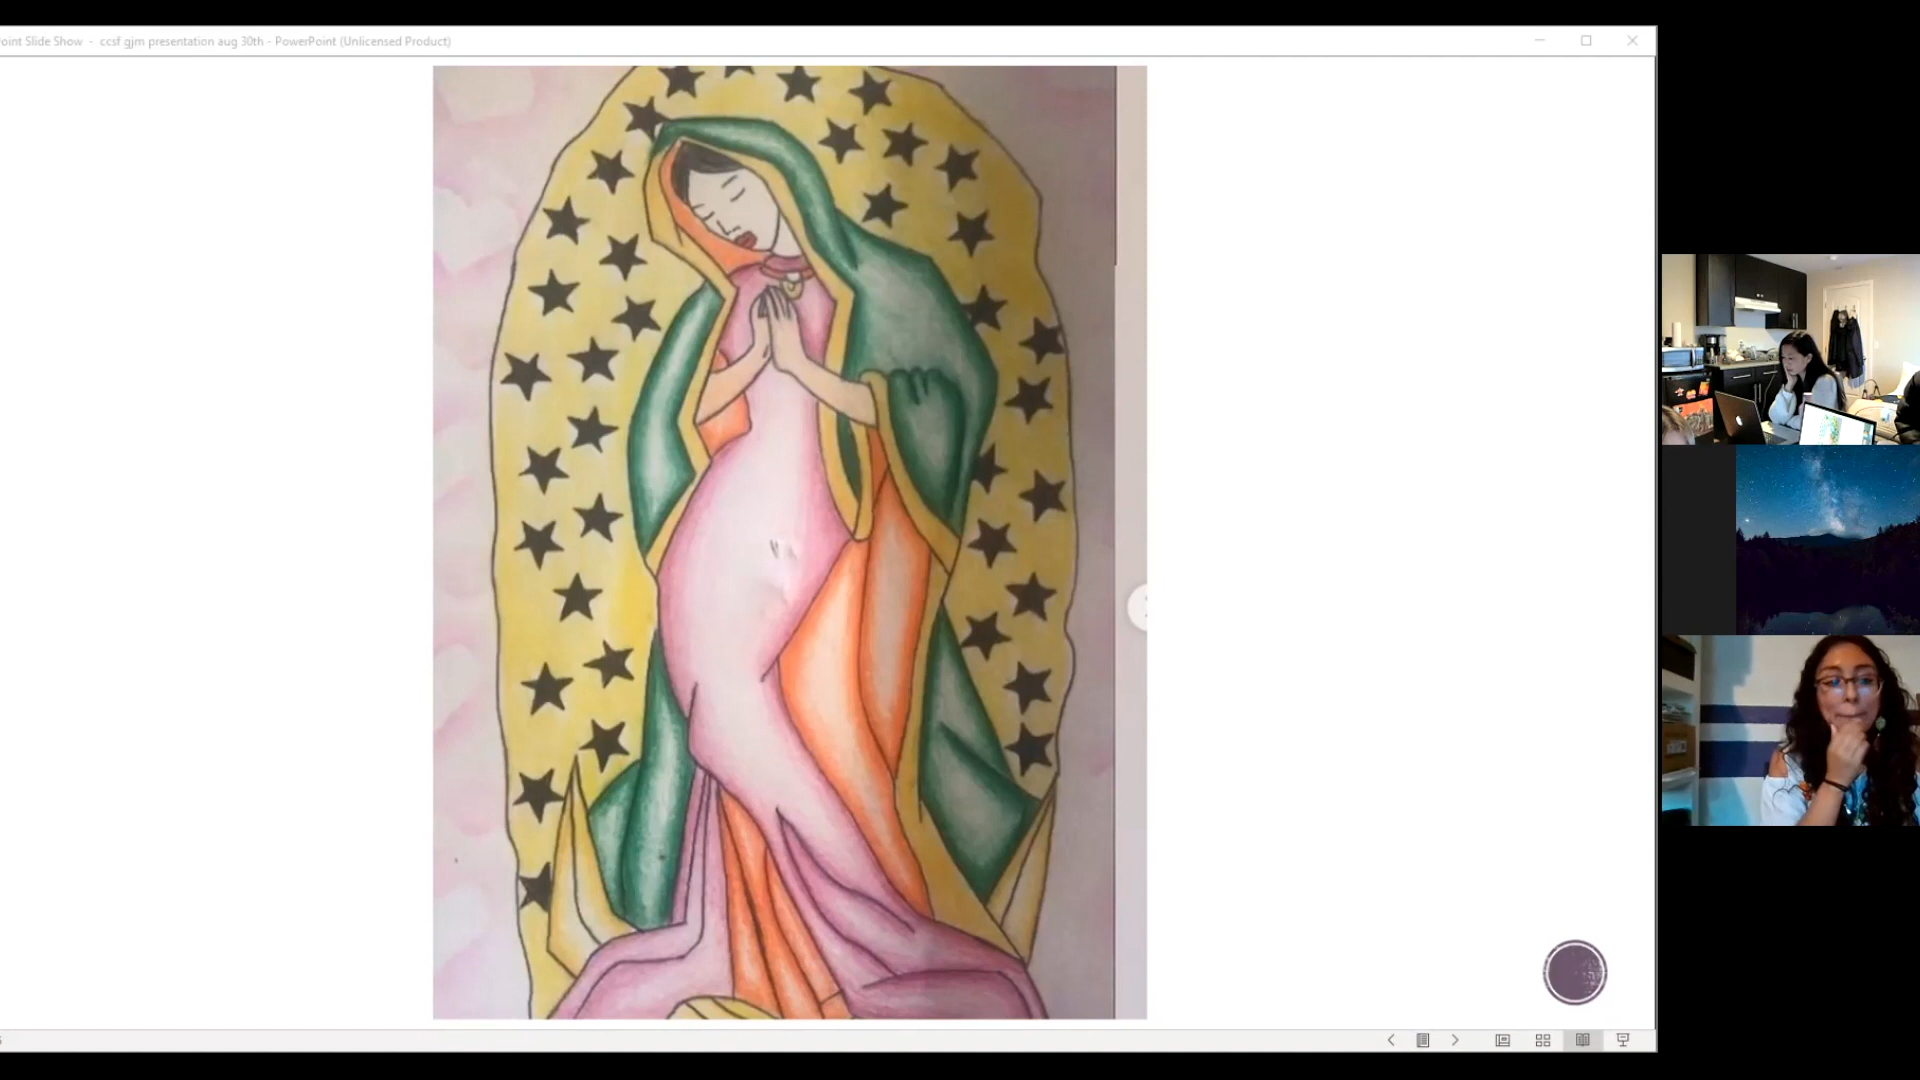 oint Slide Show - ccsf gjm presentation aug 30th - PowerPoint (Unlicensed Product)